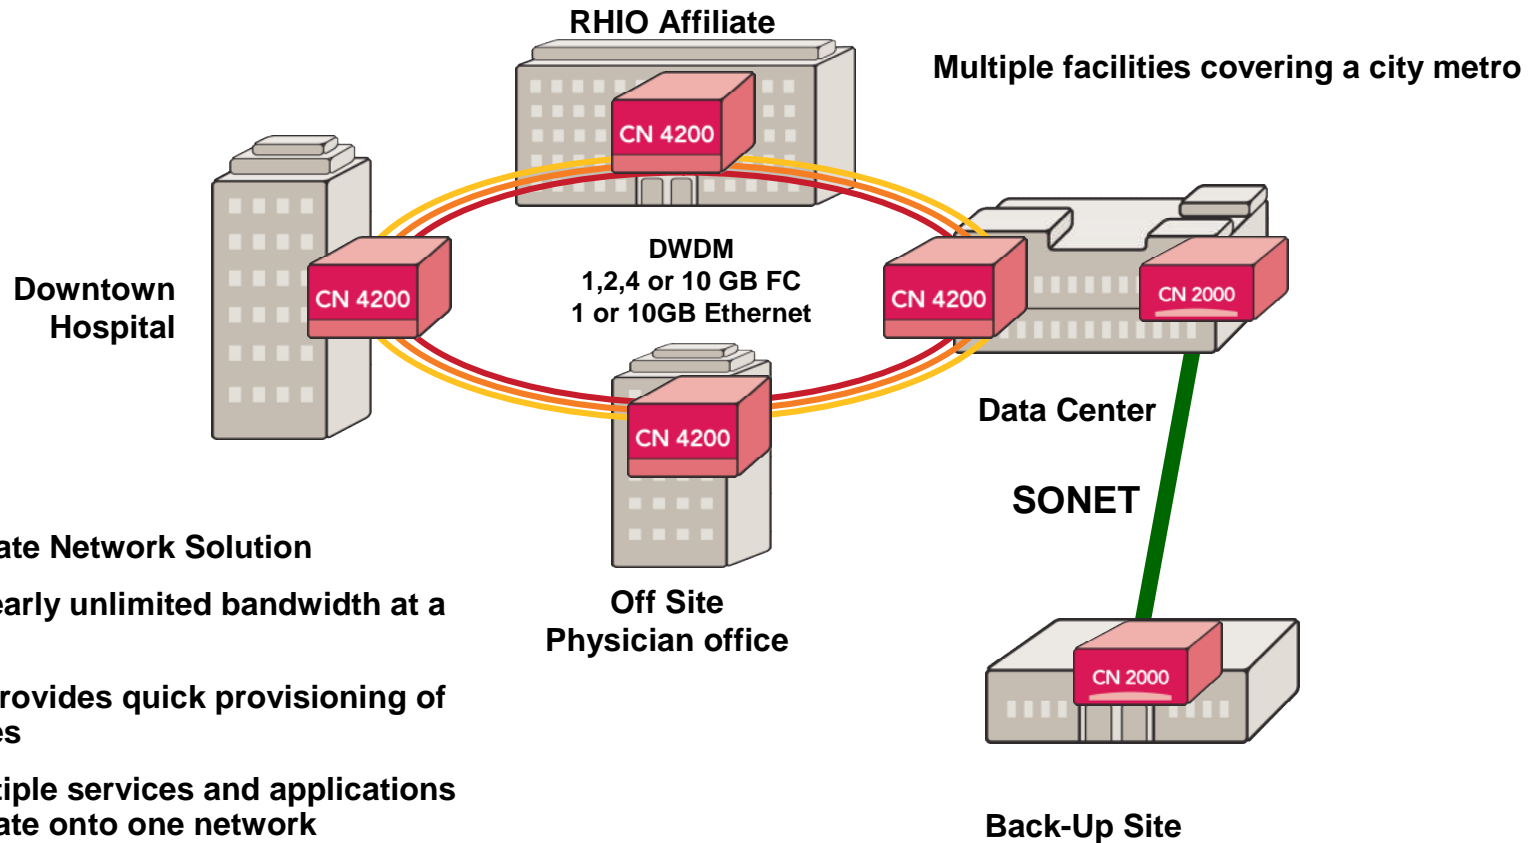 RHIO Affiliate
Multiple facilities covering a city metro
CN 4200
Downtown
Hospital
CN 4200
DWDM
1,2,4 or 10 GB FC
1 or 10GB Ethernet
CN 4200
CN 2000
CN 4200
Data Center
SONET
Off Site
Physician office
ate Network Solution
early unlimited bandwidth at a
rovides quick provisioning of
es
tiple services and applications
ate onto one network
CN 2000
Back-Up Site